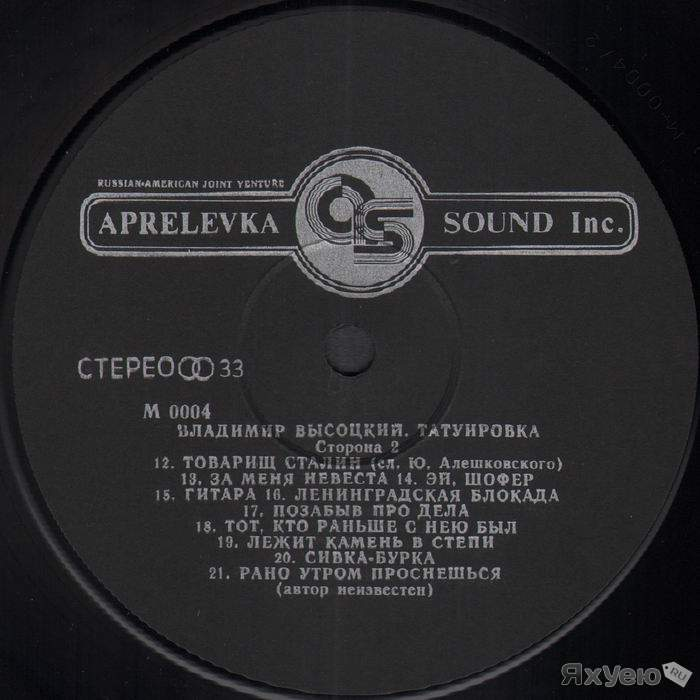 RUSSIAN-AMERICAN JOINT VENTURE
APRELEVKA AS SOUND Inc.
СТЕРЕО 33
М 0004
ВЛАДИМИР ВЫСОЦКИЙ. ТАТУИРОВКА
Сторона 2
12. ТОВАРИЩ СТАЛИН (сл. Ю. Алешковского)
13. ЗА МЕНЯ НЕВЕСТА 14. ЭЙ, ШОФЕР
15. ГИТАРА 16. ЛЕНИНГРАДСКАЯ БЛОКАДА
17. ПОЗАБЫВ ПРО ДЕЛА
18. ТОТ, КТО РАНЬШЕ С НЕЮ БЫЛ
19. ЛЕЖИТ КАМЕНЬ В СТЕПИ
20. СИВКА-БУРКА
21. РАНО УТРОМ ПРОСНЕШЬСЯ
(автор неизвестен)
ЯхУею.RU